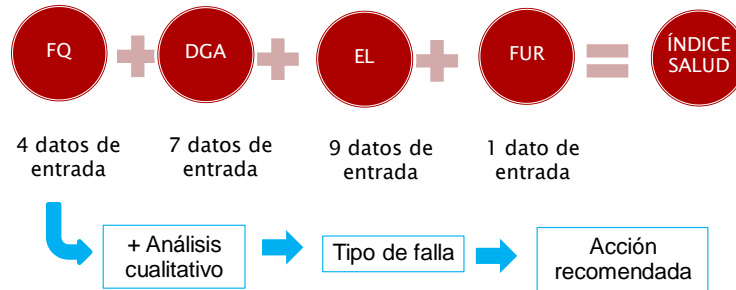 FQ
DGA
EL
FUR
ÍNDICE
SALUD
4 datos de
entrada
7 datos de
entrada
9 datos de
entrada
1 dato de
entrada
+ Análisis
cualitativo
Tipo de falla
Acción
recomendada